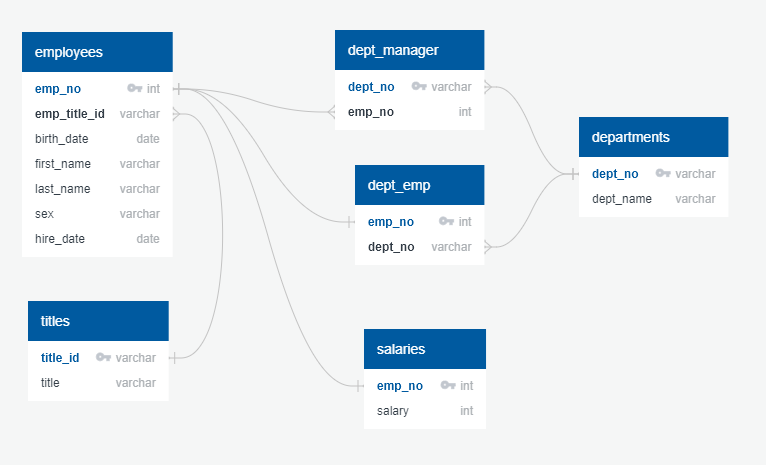 employees
emp_no int
emp_title_id varchar
birth_date date
first_name varchar
last_name varchar
sex varchar
hire_date date
titles
title_id varchar
title varchar
dept_manager
dept_no varchar
emp_no int
dept_emp
emp_no int
dept_no varchar
salaries
emp_no int
salary int
departments
dept_no varchar
dept_name varchar